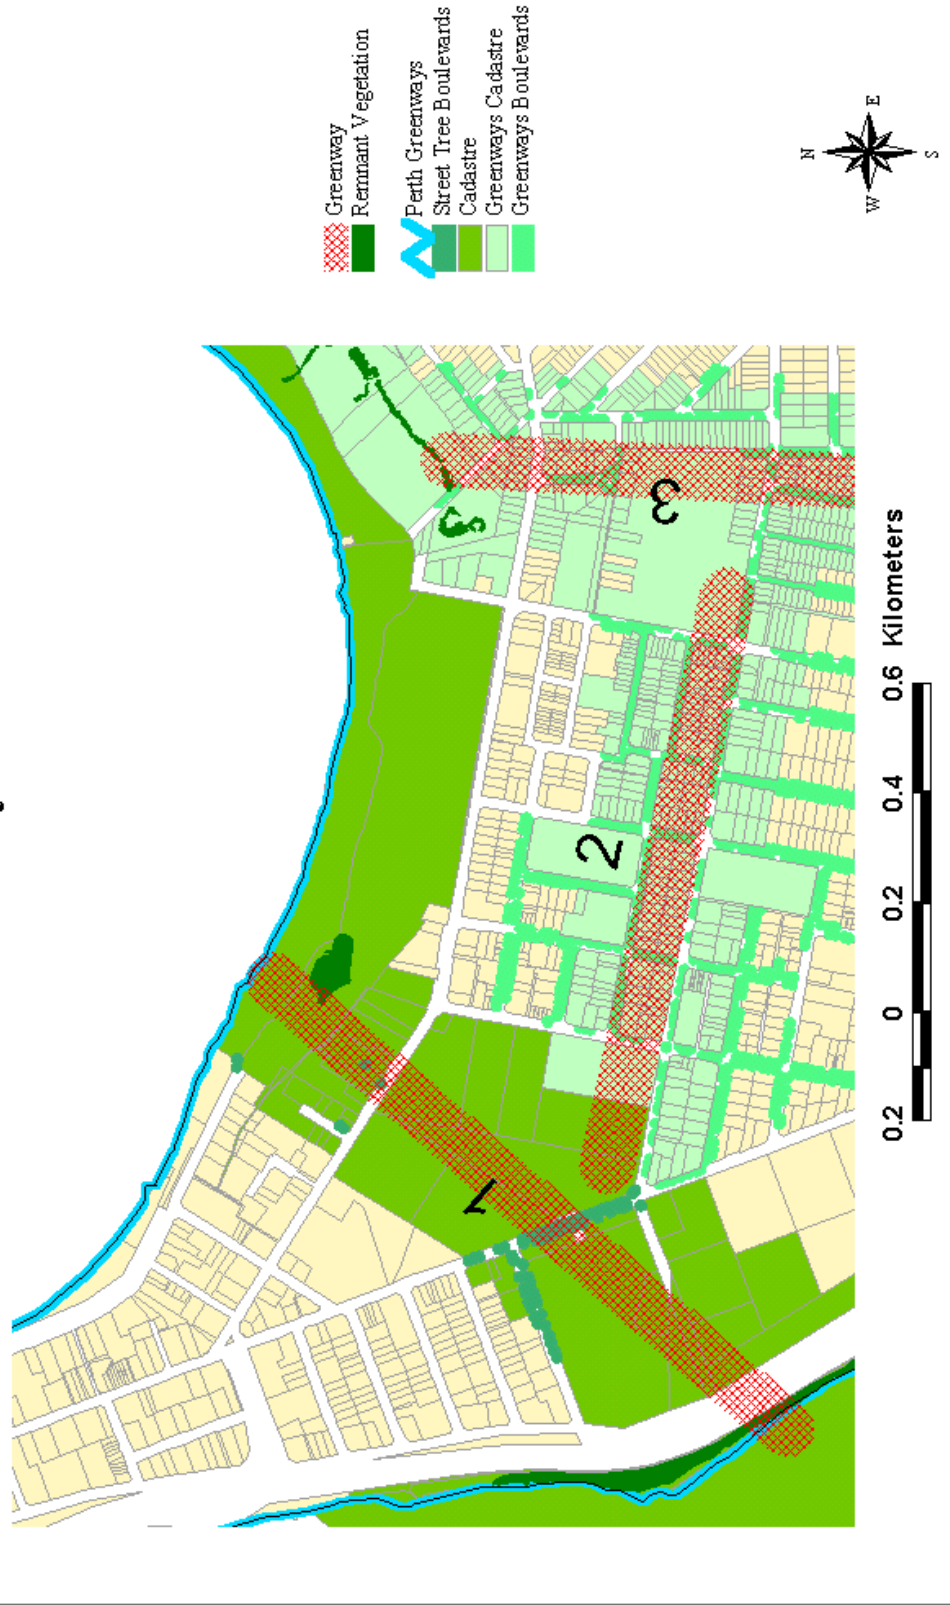 Greenway
Remnant Vegetation
Perth Greenways
Street Tree Boulevards
Cadastre
Greenways Cadastre
Greenways Boulevards
N
W E
S
1
2
3
0.2 0 0.2 0.4 0.6 Kilometers